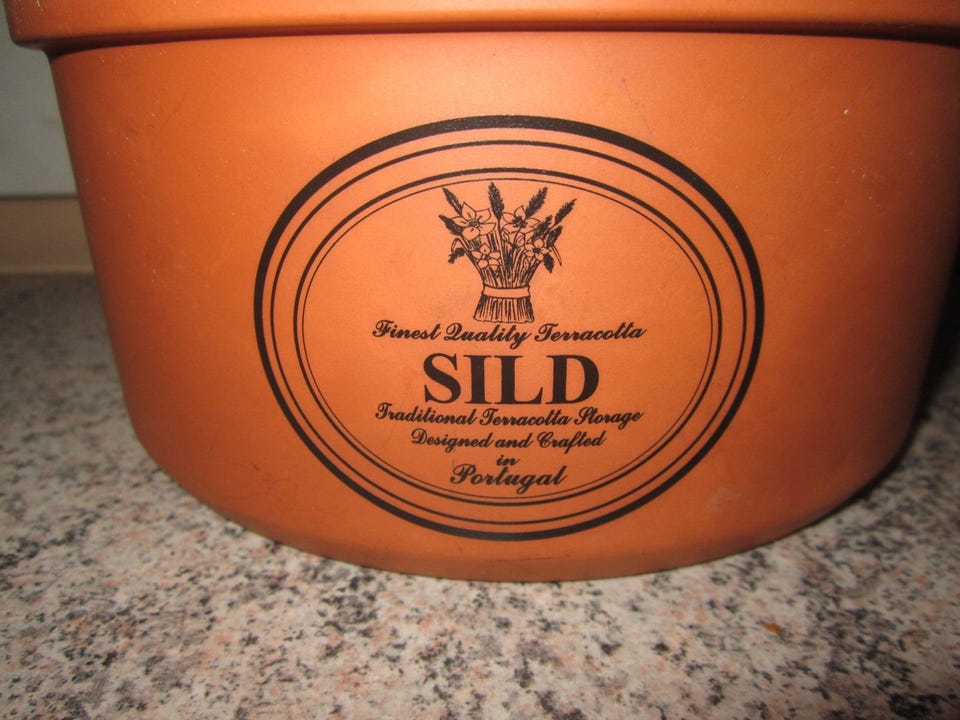 Finest Quality Terracotta
SILD
Traditional Terracotta Storage
Designed and Crafted
in
Portugal